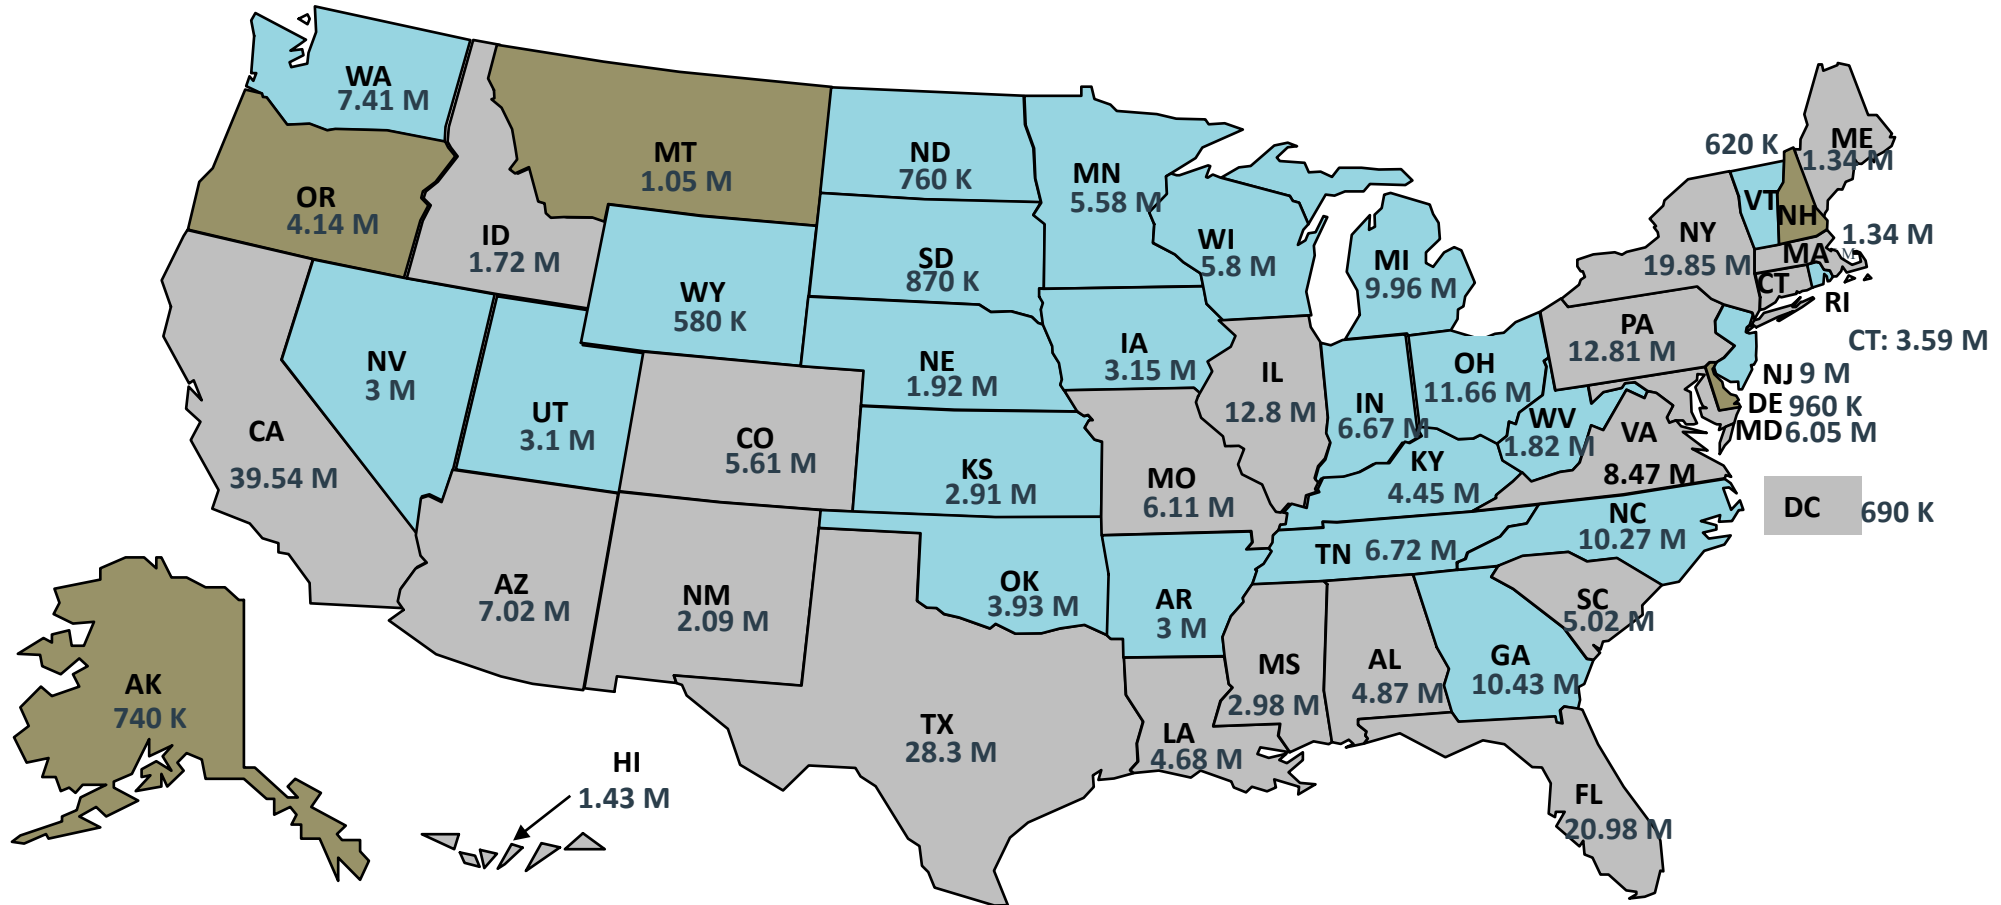 WA
7.41 M
OR
4.14 M
MT
1.05 M
ID
1.72 M
ND
760 K
SD
870 K
WY
580 K
MN
5.58 M
WI
5.8 M
MI
9.96 M
620 K
VT
NH
ME
1.34 M
1.34 M
NY
19.85 M
MA
M
CT
RI
CT: 3.59 M
PA
12.81 M
NJ 9 M
DE 960 K
MD 6.05 M
DC 690 K
NV
3 M
UT
3.1 M
CA
39.54 M
CO
5.61 M
NE
1.92 M
IA
3.15 M
IL
12.8 M
IN
6.67 M
OH
11.66 M
WV
1.82 M
VA
8.47 M
KY
4.45 M
KS
2.91 M
MO
6.11 M
TN 6.72 M
NC
10.27 M
SC
5.02 M
AZ
7.02 M
NM
2.09 M
OK
3.93 M
AR
3 M
MS
2.98 M
AL
4.87 M
GA
10.43 M
TX
28.3 M
LA
4.68 M
FL
20.98 M
AK
740 K
HI
1.43 M